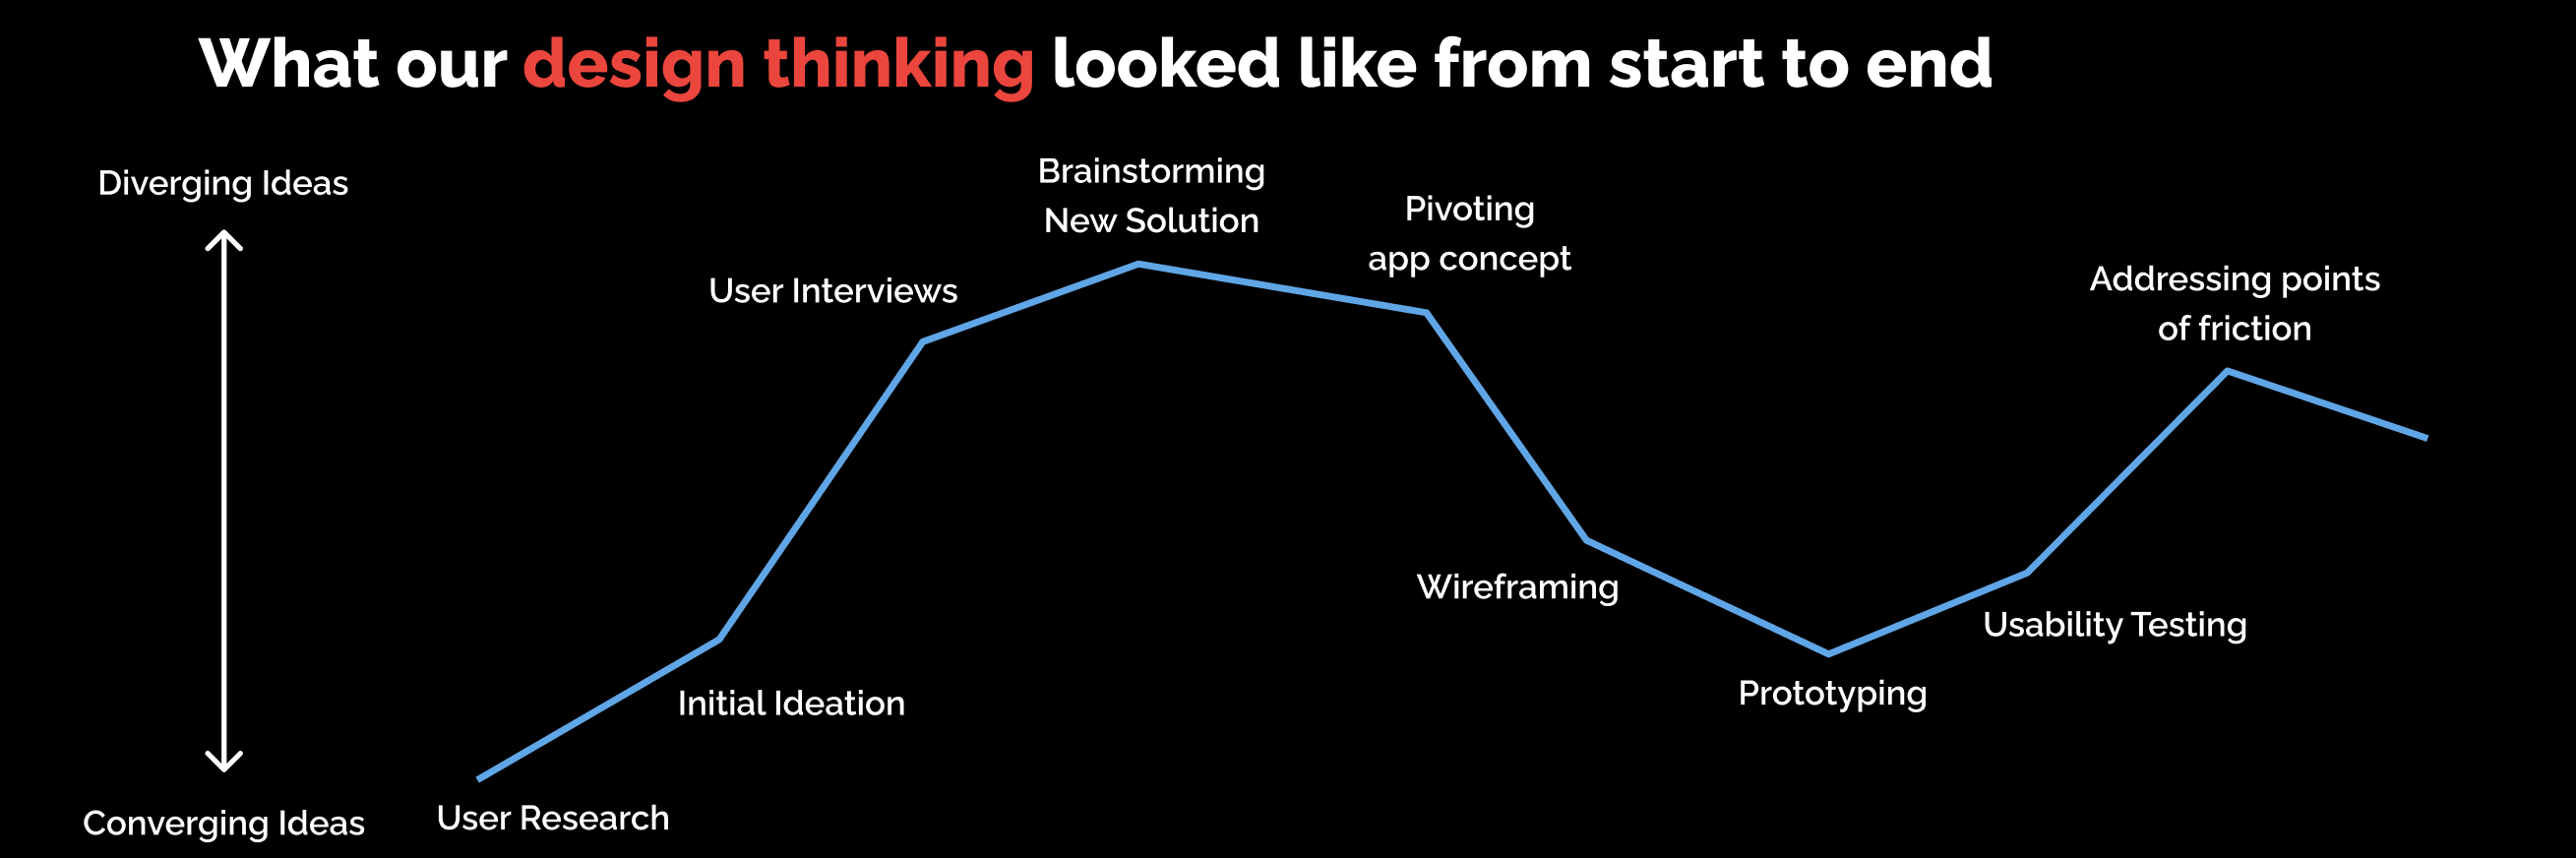 What our design thinking looked like from start to end
Diverging Ideas
Converging Ideas
User Research
Initial Ideation
User Interviews
Brainstorming
New Solution
Pivoting
app concept
Wireframing
Prototyping
Usability Testing
Addressing points
of friction